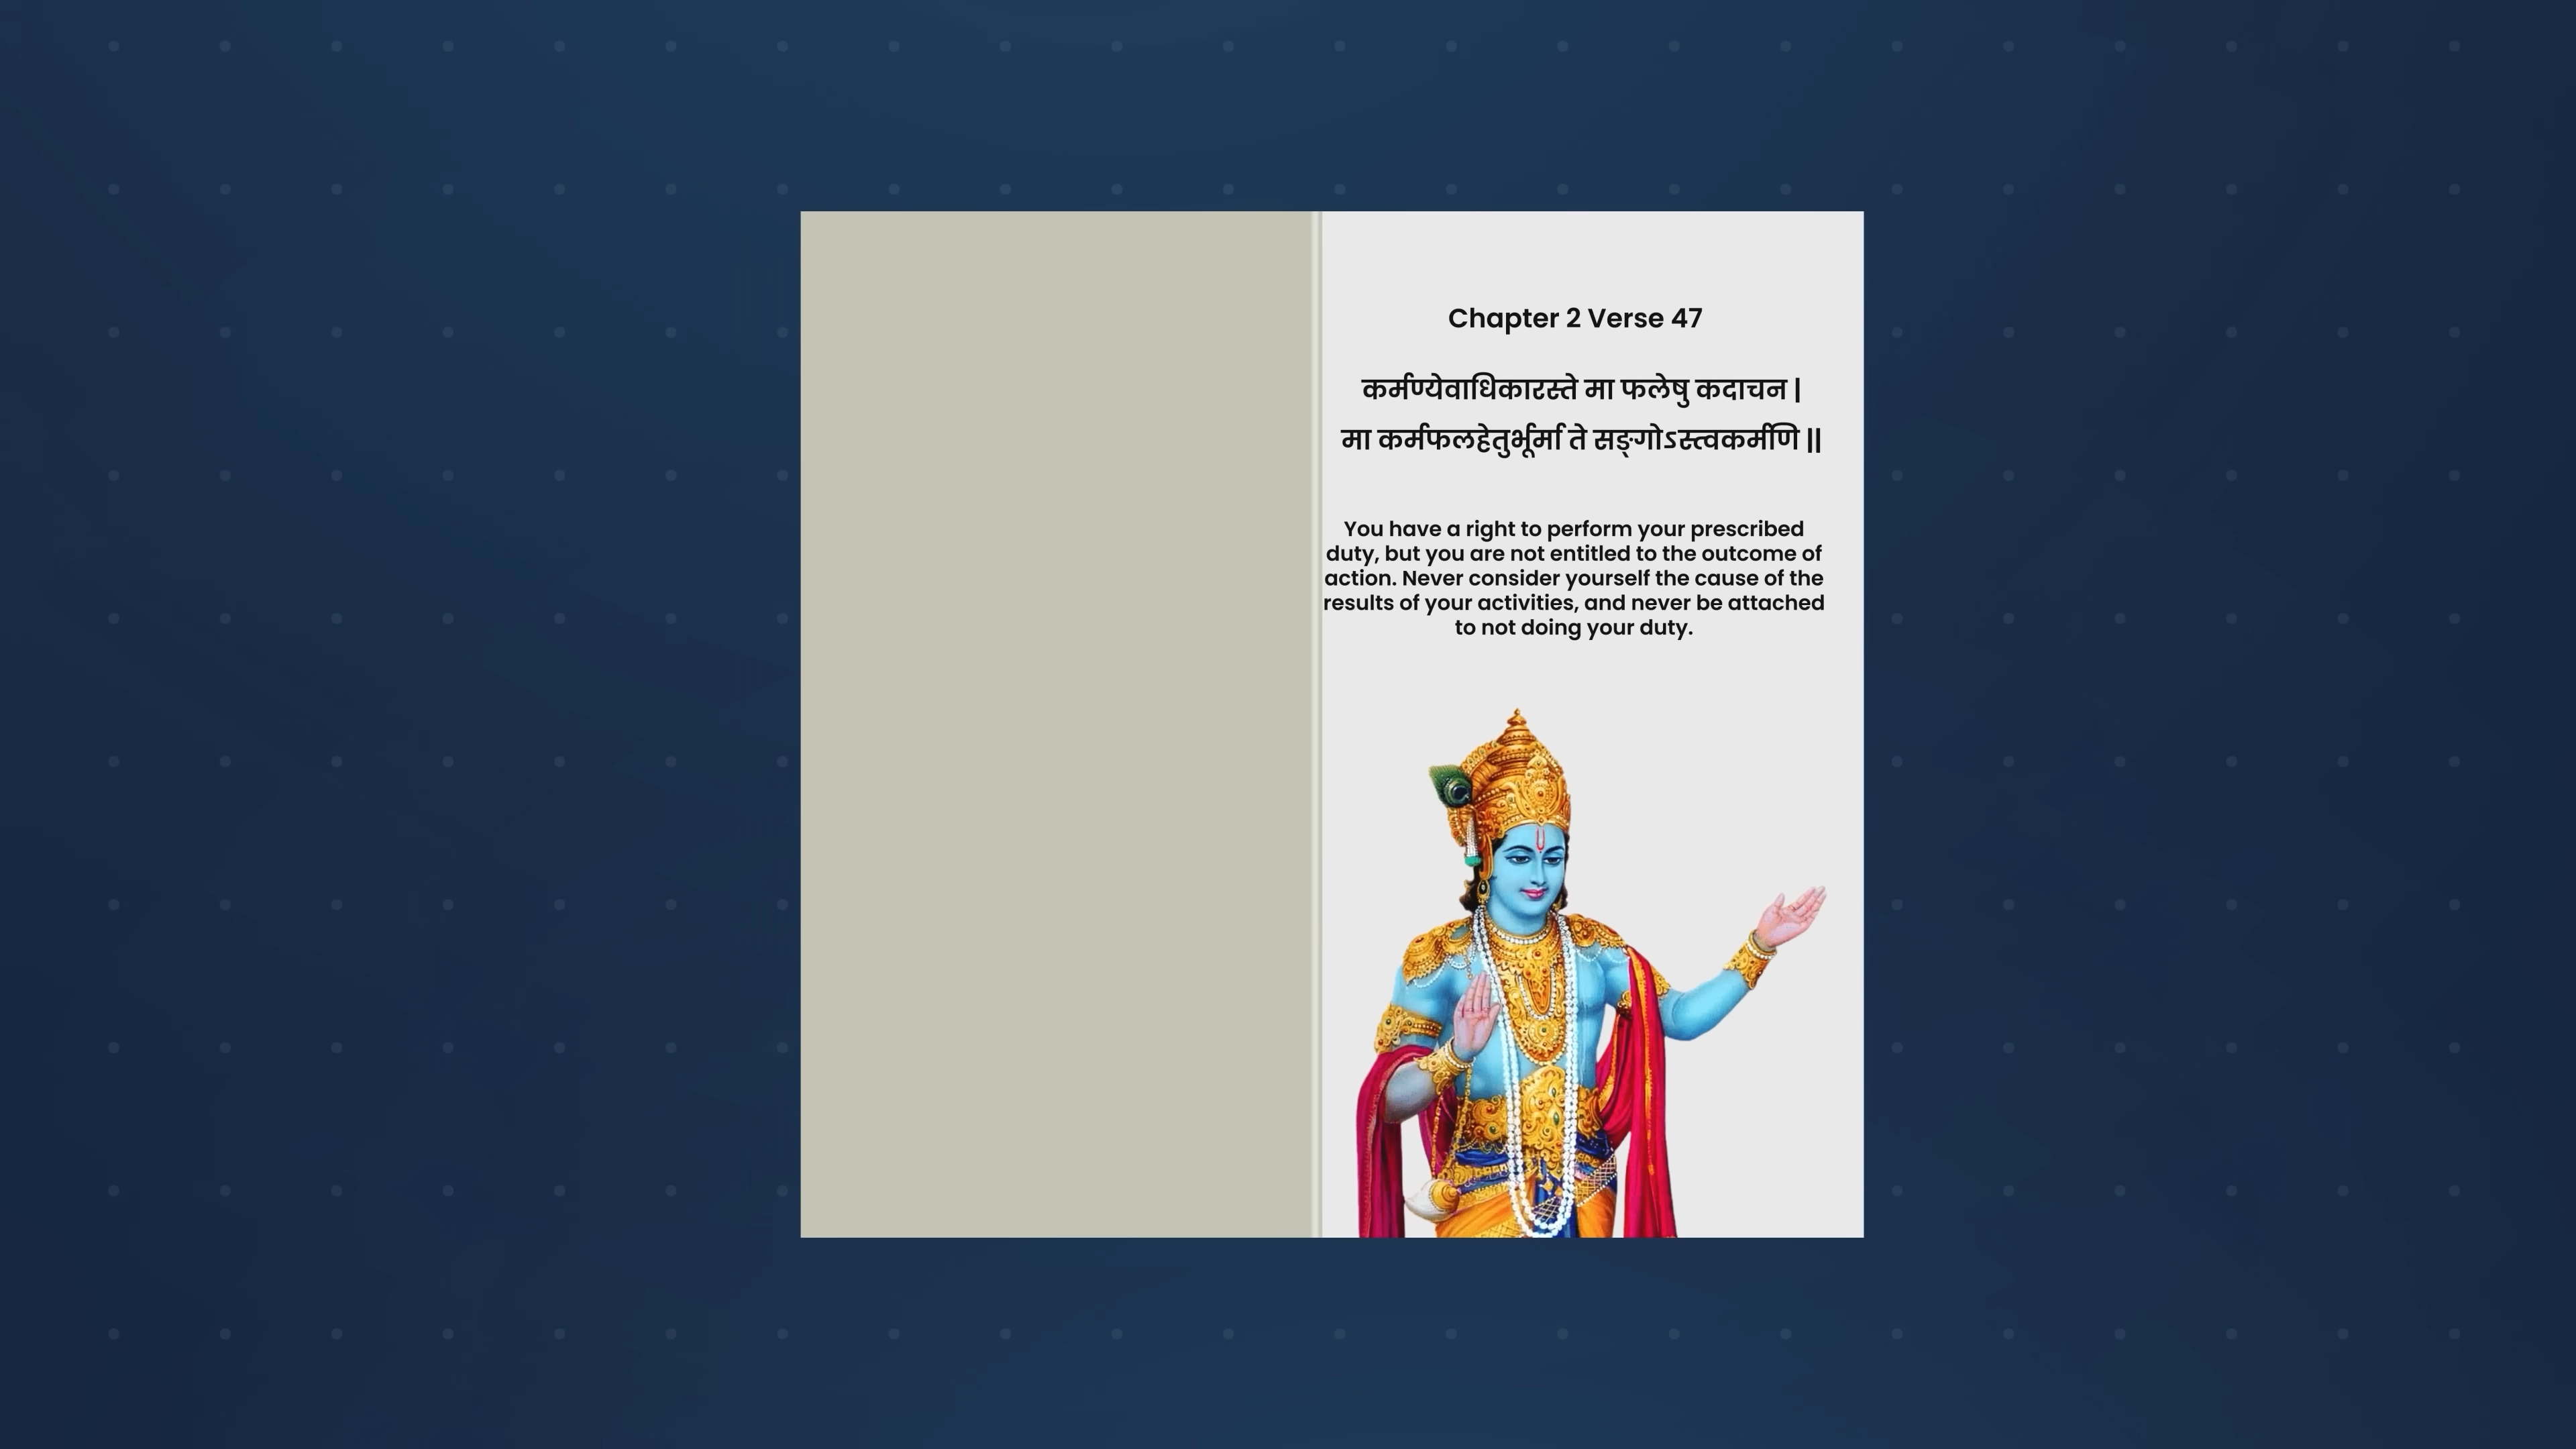 Chapter 2 Verse 47
कर्मण्येवाधिकारस्ते मा फलेषु कदाचन |
मा कर्मफलहेतुर्भूर्मा ते सङ्गोऽस्त्वकर्मणि ||
You have a right to perform your prescribed
duty, but you are not entitled to the outcome of
action. Never consider yourself the cause of the
results of your activities, and never be attached
to not doing your duty.